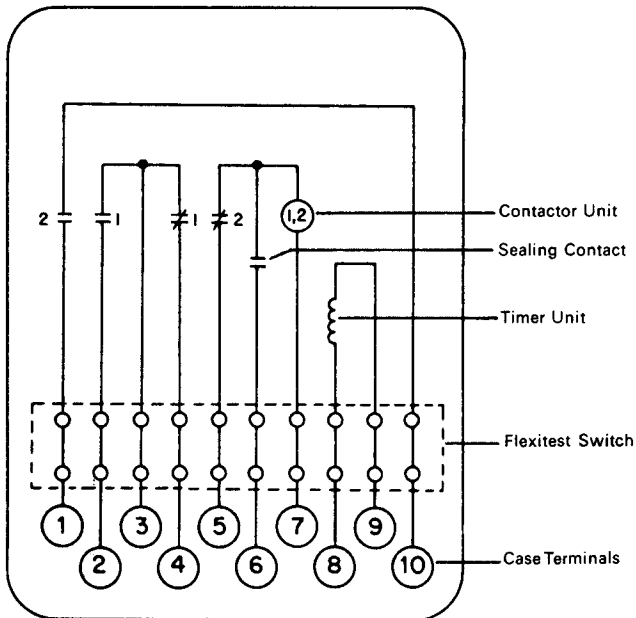 2 1 1 2 1,2
Contactor Unit
Sealing Contact
Timer Unit
Flexitest Switch
1 3 5 7 9
2 4 6 8 10
Case Terminals